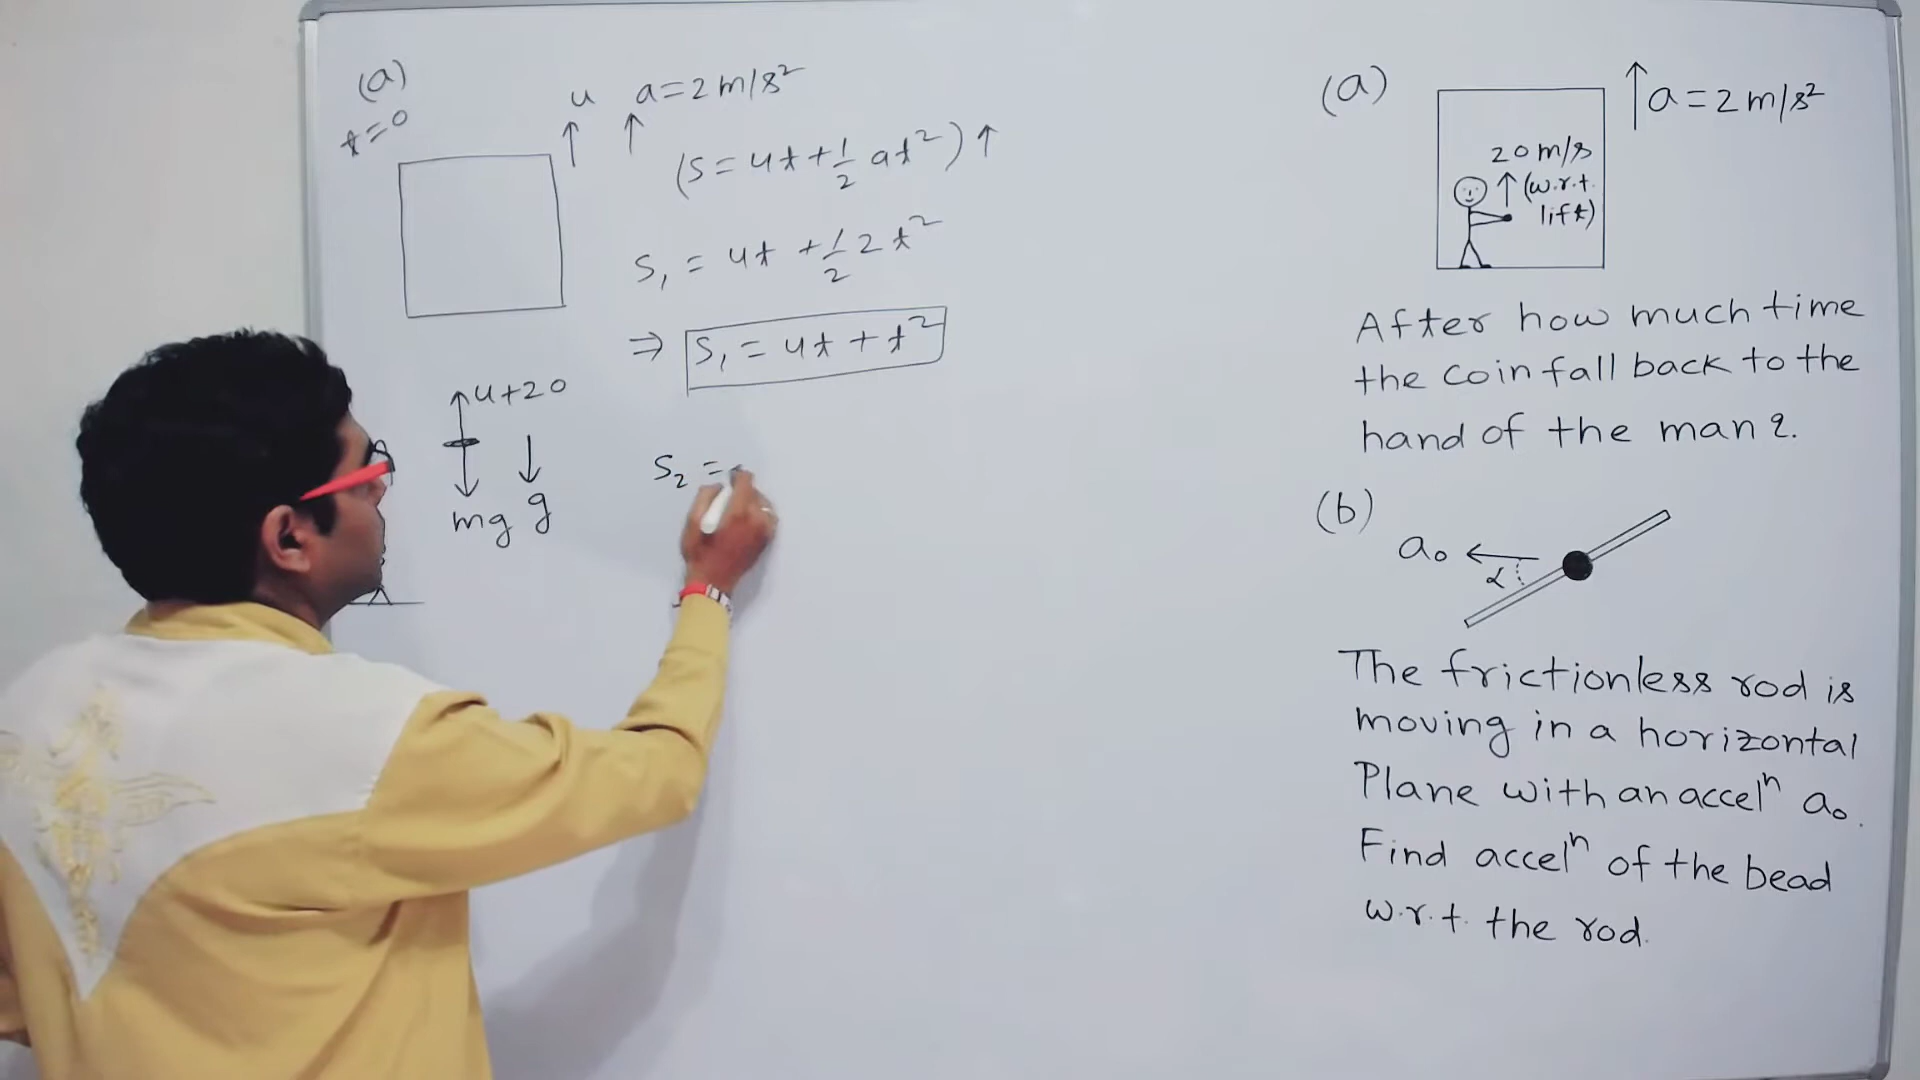 (a)
t=0
u a=2 m/s²
(s = ut + 1/2 at²) ↑
s₁ = ut + 1/2 2t²
⇒ s₁ = ut + t²
u+20
mg g
s₂ =
(a)
a = 2 m/s²
20 m/s
(w.r.t.
lift)
After how much time
the coin fall back to the
hand of the man?.
(b)
a₀
α
The frictionless rod is
moving in a horizontal
Plane with an accelⁿ a₀.
Find accelⁿ of the bead
w.r.t. the rod.